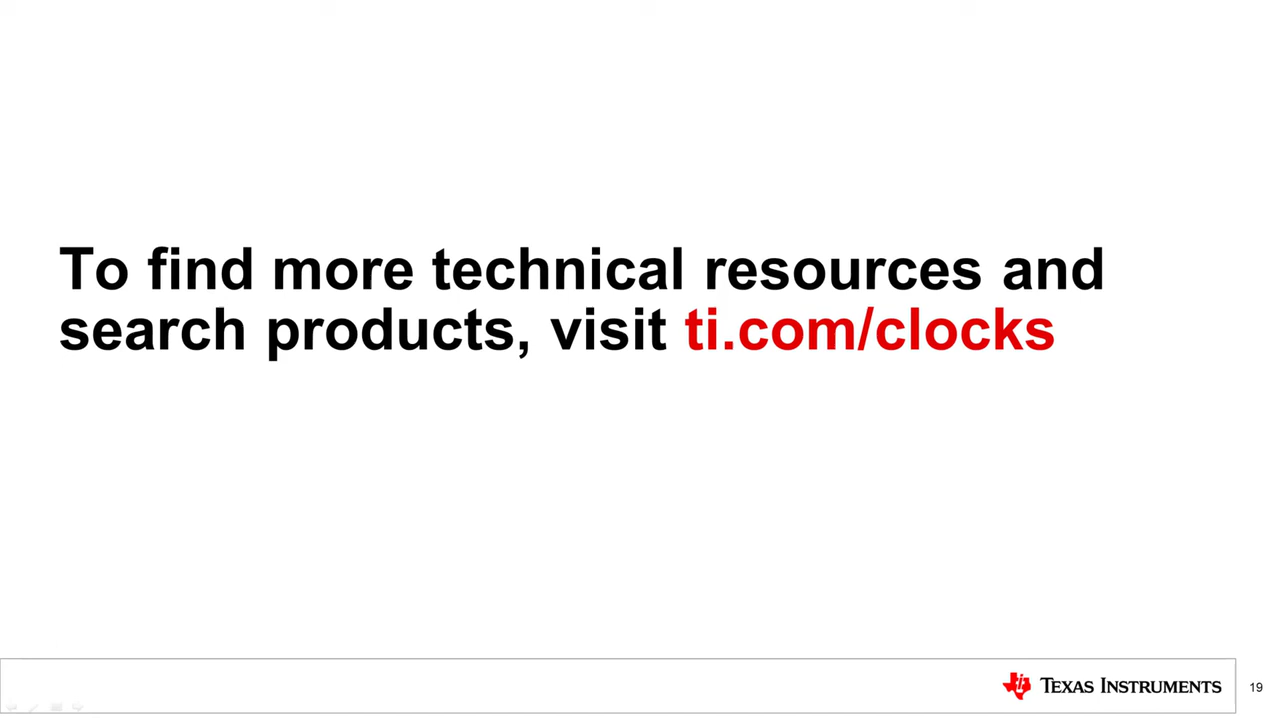 To find more technical resources and
search products, visit ti.com/clocks
TEXAS INSTRUMENTS
19